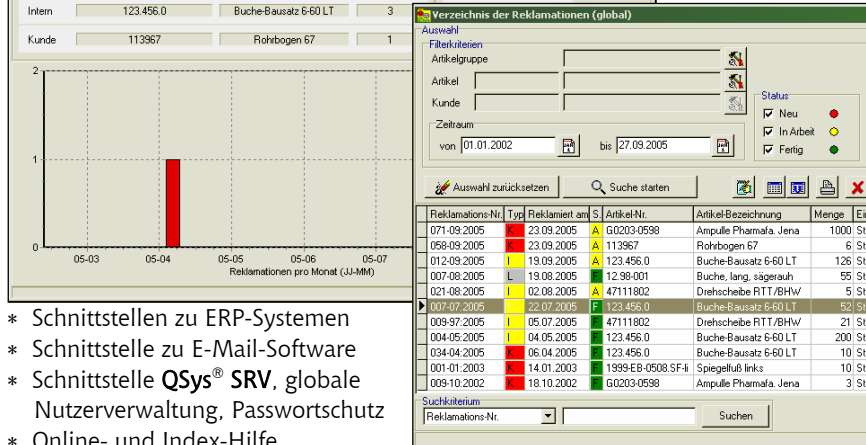 Intern 123.456.0 Buche-Bausatz 6-60 LT 3
Kunde 113967 Rohrbogen 67 1
2
1
0
05-03 05-04 05-05 05-06 05-07
Reklamationen pro Monat (JJ-MM)
* Schnittstellen zu ERP-Systemen
* Schnittstelle zu E-Mail-Software
* Schnittstelle QSys® SRV, globale
Nutzerverwaltung, Passwortschutz
* Online- und Index-Hilfe
Verzeichnis der Reklamationen (global)
Auswahl
Filterkriterien
Artikelgruppe
Artikel
Kunde
Zeitraum
von 01.01.2002 bis 27.09.2005
Status
Neu
In Arbeit
Fertig
Auswahl zurücksetzen Suche starten
Reklamations-Nr. Typ Reklamiert am S. Artikel-Nr. Artikel-Bezeichnung Menge Ei
071-09:2005 K 23.09.2005 A G0203-0598 Ampulle Pharmafa. Jena 1000 St
058-09:2005 K 23.09.2005 A 113967 Rohrbogen 67 6 St
012-09:2005 I 19.09.2005 A 123.456.0 Buche-Bausatz 6-60 LT 126 St
007-08:2005 L 19.08.2005 F 12.98-001 Buche, lang, sägerauh 55 St
021-08:2005 I 02.08.2005 A 47111802 Drehscheibe RTT/BHW 5 St
007-07:2005 I 22.07.2005 F 123.456.0 Buche-Bausatz 6-60 LT 52 St
009-97:2005 I 05.07.2005 F 47111802 Drehscheibe RTT/BHW 21 St
004-05:2005 I 04.05.2005 F 123.456.0 Buche-Bausatz 6-60 LT 200 St
034-04:2005 K 06.04.2005 F 123.456.0 Buche-Bausatz 6-60 LT 10 St
001-01:2003 K 14.01.2003 F 1999-EB-0508.SF-li Spiegelfuß links 10 St
009-10:2002 K 18.10.2002 F G0203-0598 Ampulle Pharmafa. Jena 3 St
Suchkriterium
Reklamations-Nr. Suchen